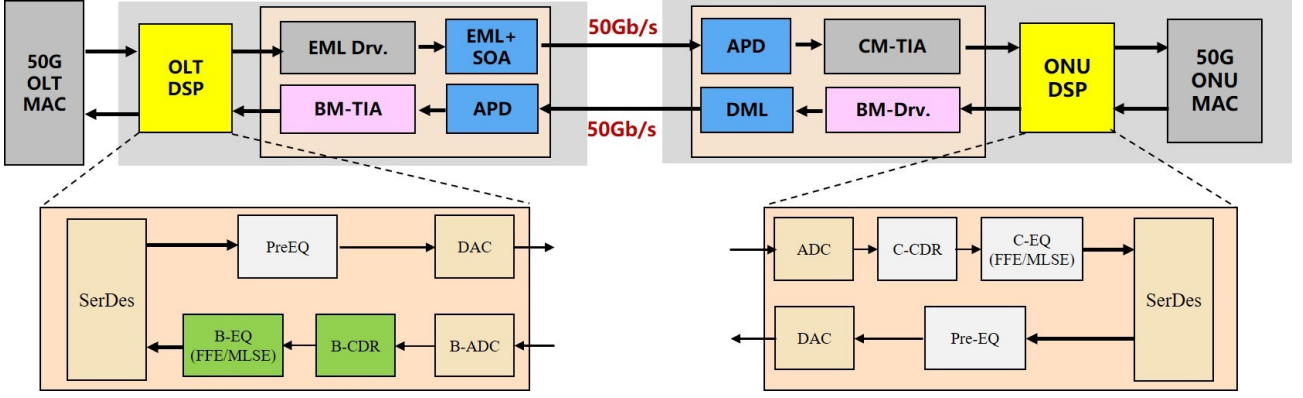 50G
OLT
MAC
OLT
DSP
EML Drv.
EML+
SOA
50Gb/s
APD
CM-TIA
ONU
DSP
50G
ONU
MAC
BM-TIA
APD
50Gb/s
DML
BM-Drv.
SerDes
PreEQ
DAC
B-EQ
(FFE/MLSE)
B-CDR
B-ADC
ADC
C-CDR
C-EQ
(FFE/MLSE)
SerDes
DAC
Pre-EQ